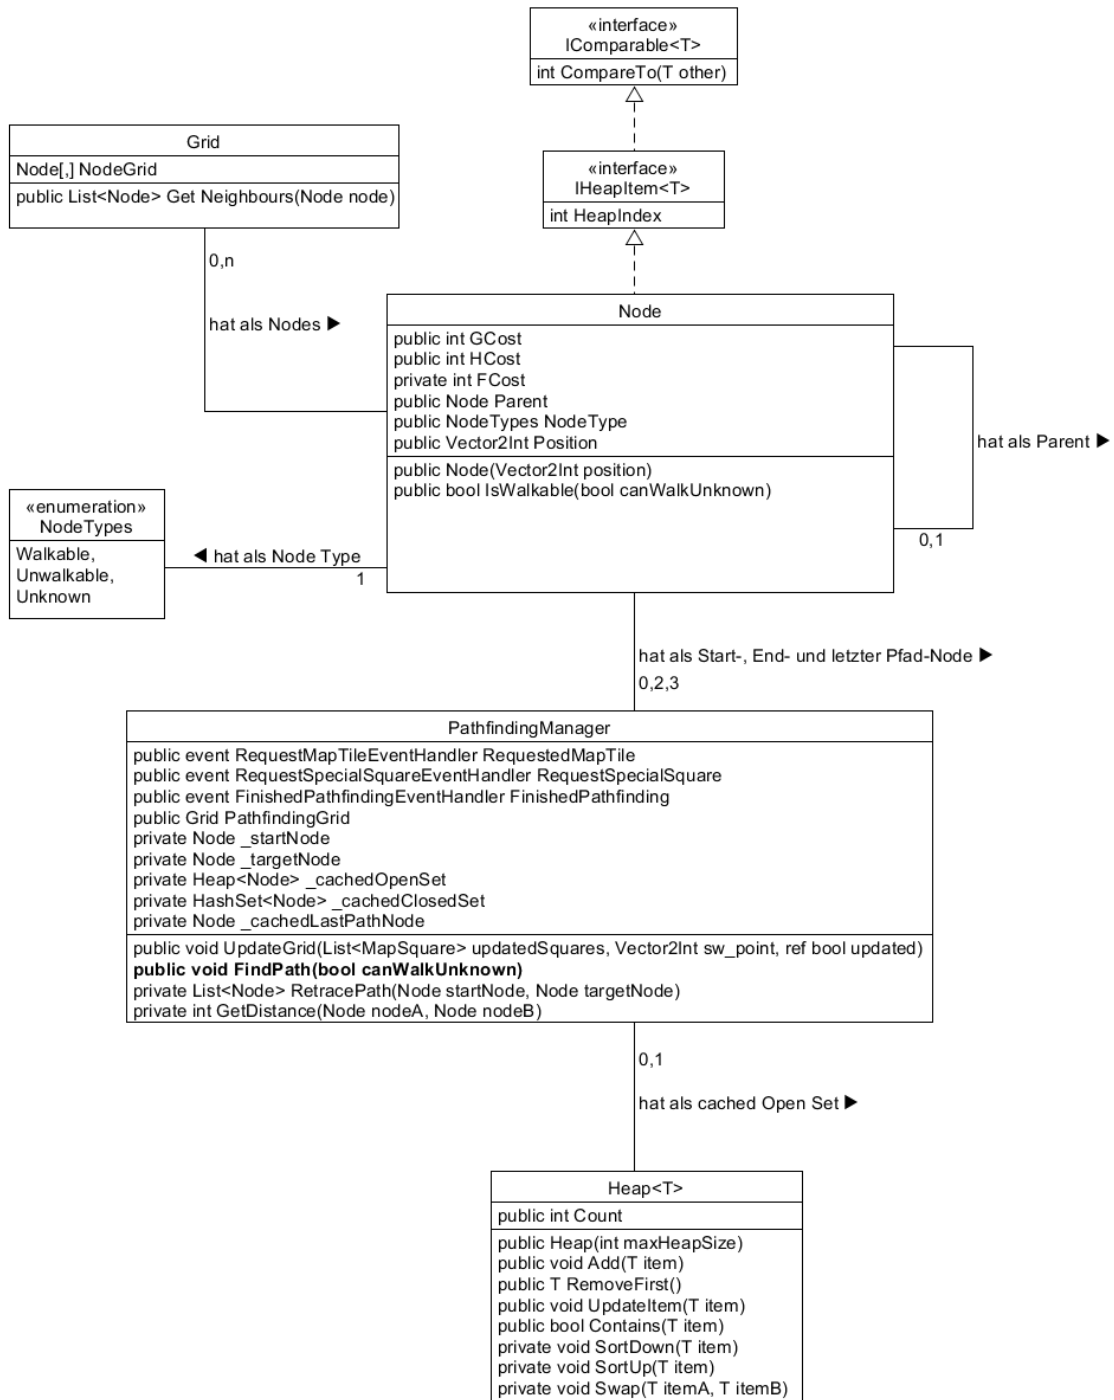 «interface»
IComparable<T>
int CompareTo(T other)
Grid
Node[,] NodeGrid
public List<Node> Get Neighbours(Node node)
«interface»
IHeapItem<T>
int HeapIndex
0,n
hat als Nodes ▶
Node
public int GCost
public int HCost
private int FCost
public Node Parent
public NodeTypes NodeType
public Vector2Int Position
public Node(Vector2Int position)
public bool IsWalkable(bool canWalkUnknown)
hat als Parent ▶
0,1
«enumeration»
NodeTypes
Walkable,
Unwalkable,
Unknown
◀ hat als Node Type
1
hat als Start-, End- und letzter Pfad-Node ▶
0,2,3
PathfindingManager
public event RequestMapTileEventHandler RequestedMapTile
public event RequestSpecialSquareEventHandler RequestSpecialSquare
public event FinishedPathfindingEventHandler FinishedPathfinding
public Grid PathfindingGrid
private Node _startNode
private Node _targetNode
private Heap<Node> _cachedOpenSet
private HashSet<Node> _cachedClosedSet
private Node _cachedLastPathNode
public void UpdateGrid(List<MapSquare> updatedSquares, Vector2Int sw_point, ref bool updated)
public void FindPath(bool canWalkUnknown)
private List<Node> RetracePath(Node startNode, Node targetNode)
private int GetDistance(Node nodeA, Node nodeB)
0,1
hat als cached Open Set ▶
Heap<T>
public int Count
public Heap(int maxHeapSize)
public void Add(T item)
public T RemoveFirst()
public void UpdateItem(T item)
public bool Contains(T item)
private void SortDown(T item)
private void SortUp(T item)
private void Swap(T itemA, T itemB)